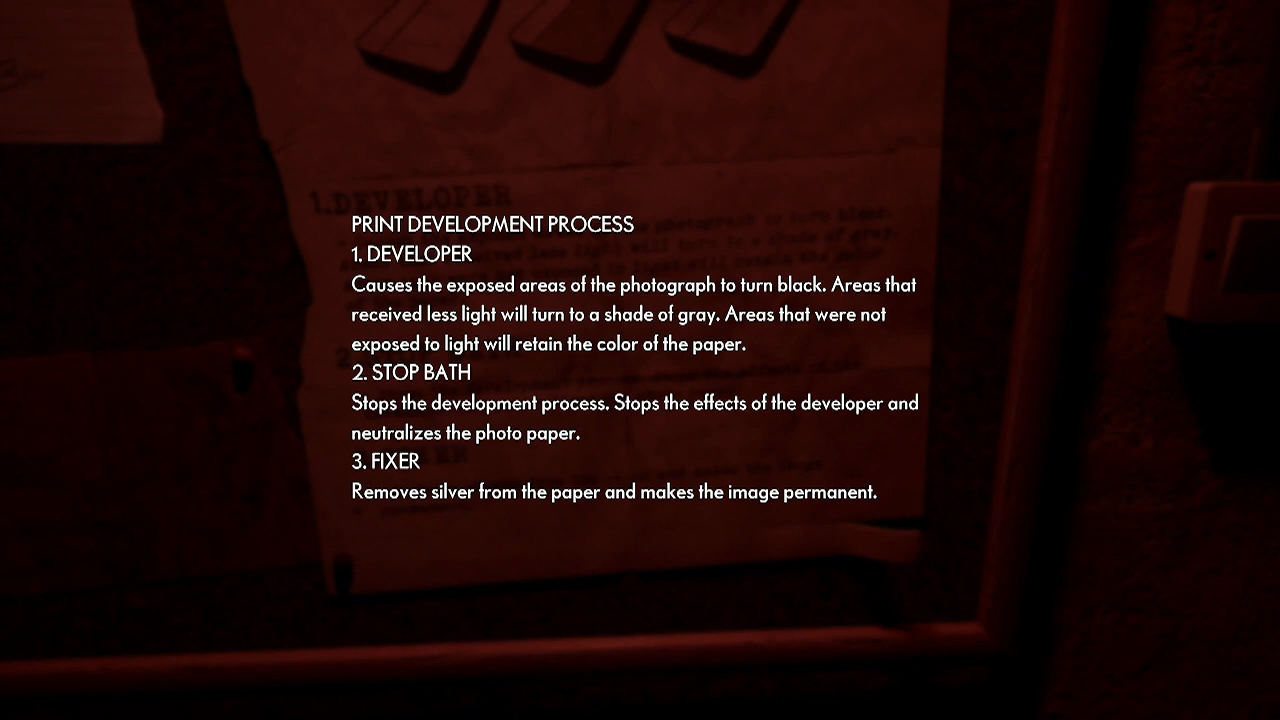 PRINT DEVELOPMENT PROCESS
1. DEVELOPER
Causes the exposed areas of the photograph to turn black. Areas that
received less light will turn to a shade of gray. Areas that were not
exposed to light will retain the color of the paper.
2. STOP BATH
Stops the development process. Stops the effects of the developer and
neutralizes the photo paper.
3. FIXER
Removes silver from the paper and makes the image permanent.
1.DEVELOPER